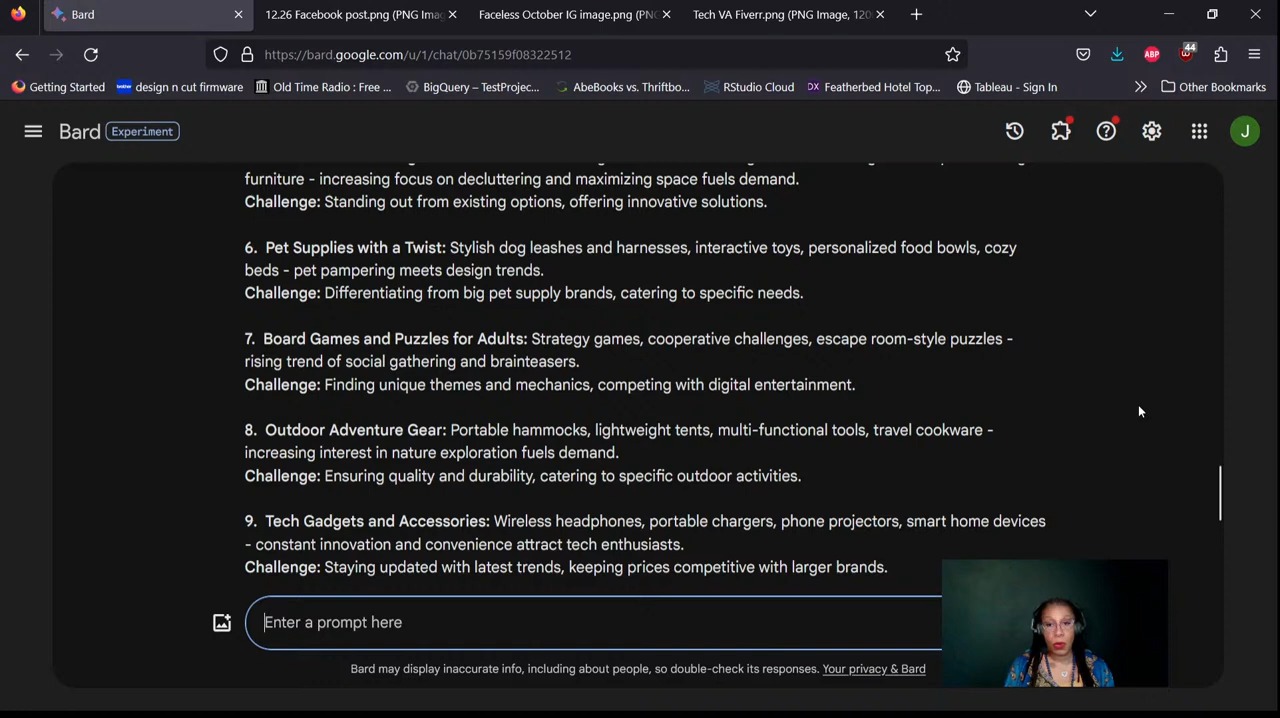 Bard
12.26 Facebook post.png (PNG Imag
Faceless October IG image.png (PNG
Tech VA Fiverr.png (PNG Image, 120
https://bard.google.com/u/1/chat/0b75159f08322512
ABP
44
Getting Started
design n cut firmware
Old Time Radio : Free ...
BigQuery – TestProjec...
AbeBooks vs. Thriftbo...
RStudio Cloud
DX Featherbed Hotel Top...
Tableau - Sign In
Other Bookmarks
Bard Experiment
J
furniture - increasing focus on decluttering and maximizing space fuels demand.
Challenge: Standing out from existing options, offering innovative solutions.
6. Pet Supplies with a Twist: Stylish dog leashes and harnesses, interactive toys, personalized food bowls, cozy
beds - pet pampering meets design trends.
Challenge: Differentiating from big pet supply brands, catering to specific needs.
7. Board Games and Puzzles for Adults: Strategy games, cooperative challenges, escape room-style puzzles -
rising trend of social gathering and brainteasers.
Challenge: Finding unique themes and mechanics, competing with digital entertainment.
8. Outdoor Adventure Gear: Portable hammocks, lightweight tents, multi-functional tools, travel cookware -
increasing interest in nature exploration fuels demand.
Challenge: Ensuring quality and durability, catering to specific outdoor activities.
9. Tech Gadgets and Accessories: Wireless headphones, portable chargers, phone projectors, smart home devices
- constant innovation and convenience attract tech enthusiasts.
Challenge: Staying updated with latest trends, keeping prices competitive with larger brands.
Enter a prompt here
Bard may display inaccurate info, including about people, so double-check its responses. Your privacy & Bard